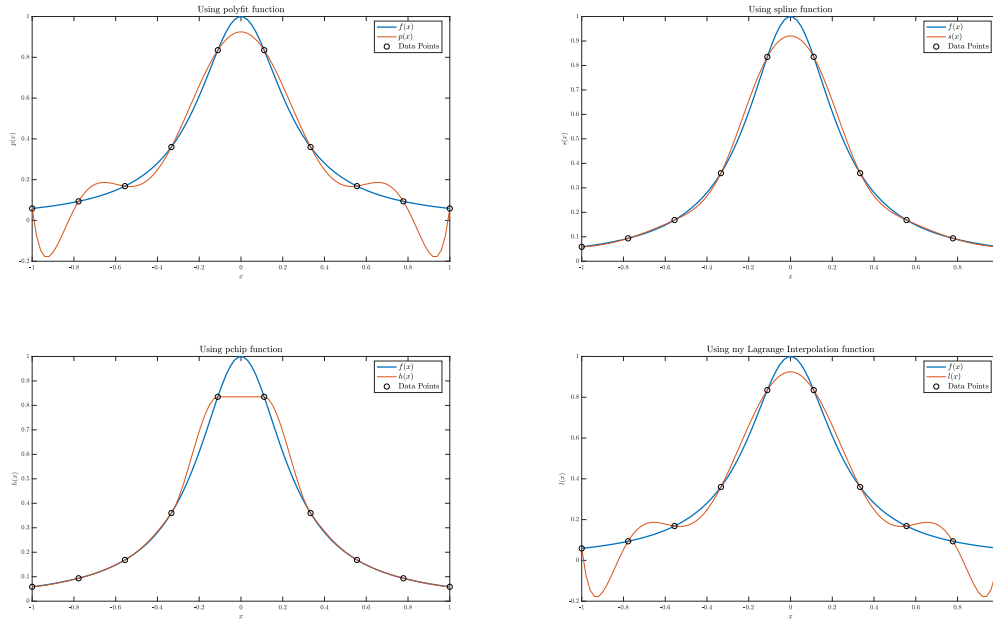 Using polyfit function
f(x)
p(x)
Data Points
p(x)
1
0.8
0.6
0.4
0.2
0
-0.2
-1 -0.8 -0.6 -0.4 -0.2 0 0.2 0.4 0.6 0.8 1
x
Using spline function
f(x)
s(x)
Data Points
s(x)
1
0.9
0.8
0.7
0.6
0.5
0.4
0.3
0.2
0.1
0
-1 -0.8 -0.6 -0.4 -0.2 0 0.2 0.4 0.6 0.8
x
Using pchip function
f(x)
h(x)
Data Points
h(x)
1
0.9
0.8
0.7
0.6
0.5
0.4
0.3
0.2
0.1
0
-1 -0.8 -0.6 -0.4 -0.2 0 0.2 0.4 0.6 0.8 1
x
Using my Lagrange Interpolation function
f(x)
l(x)
Data Points
l(x)
1
0.8
0.6
0.4
0.2
0
-0.2
-1 -0.8 -0.6 -0.4 -0.2 0 0.2 0.4 0.6 0.8
x